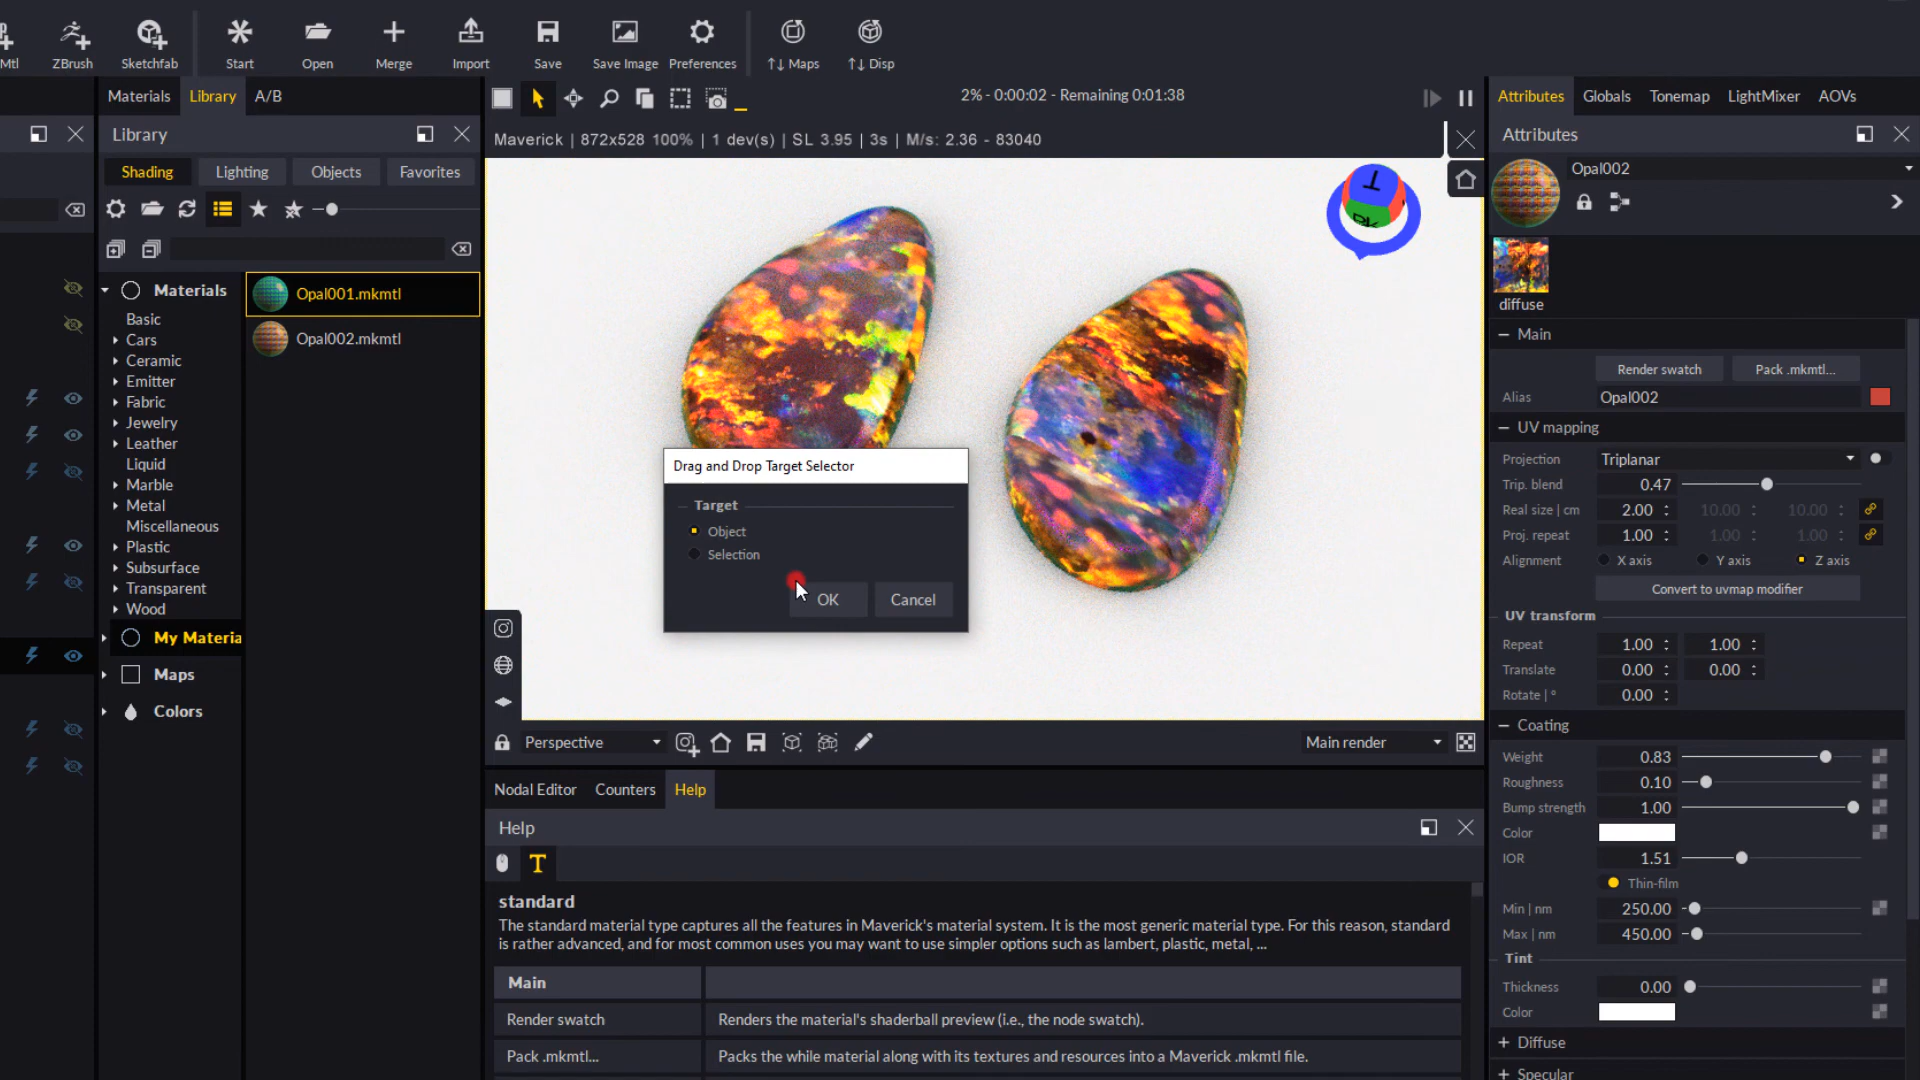 Mtl
ZBrush
Sketchfab
Start
Open
Merge
Import
Save
Save Image
Preferences
↑↓ Maps
↑↓ Disp
Materials
Library
A/B
2% - 0:00:02 - Remaining 0:01:38
Attributes
Globals
Tonemap
LightMixer
AOVs
Library
Maverick | 872x528 100% | 1 dev(s) | SL 3.95 | 3s | M/s: 2.36 - 83040
Attributes
Shading
Lighting
Objects
Favorites
Opal002
diffuse
Materials
Basic
Cars
Ceramic
Emitter
Fabric
Jewelry
Leather
Liquid
Marble
Metal
Miscellaneous
Plastic
Subsurface
Transparent
Wood
My Materia
Maps
Colors
Opal001.mkmtl
Opal002.mkmtl
T
Bk
Drag and Drop Target Selector
Target
Object
Selection
OK
Cancel
Perspective
Main render
Nodal Editor
Counters
Help
Help
T
standard
The standard material type captures all the features in Maverick's material system. It is the most generic material type. For this reason, standard
is rather advanced, and for most common uses you may want to use simpler options such as lambert, plastic, metal, ...
Main
Render swatch
Renders the material's shaderball preview (i.e., the node swatch).
Pack .mkmtl...
Packs the while material along with its textures and resources into a Maverick .mkmtl file.
Main
Render swatch
Pack .mkmtl...
Alias
Opal002
UV mapping
Projection
Triplanar
Trip. blend 0.47
Real size | cm 2.00 10.00 10.00
Proj. repeat 1.00 1.00 1.00
Alignment X axis Y axis Z axis
Convert to uvmap modifier
UV transform
Repeat 1.00 1.00
Translate 0.00 0.00
Rotate | ° 0.00
Coating
Weight 0.83
Roughness 0.10
Bump strength 1.00
Color
IOR 1.51
Thin-film
Min | nm 250.00
Max | nm 450.00
Tint
Thickness 0.00
Color
Diffuse
Specular